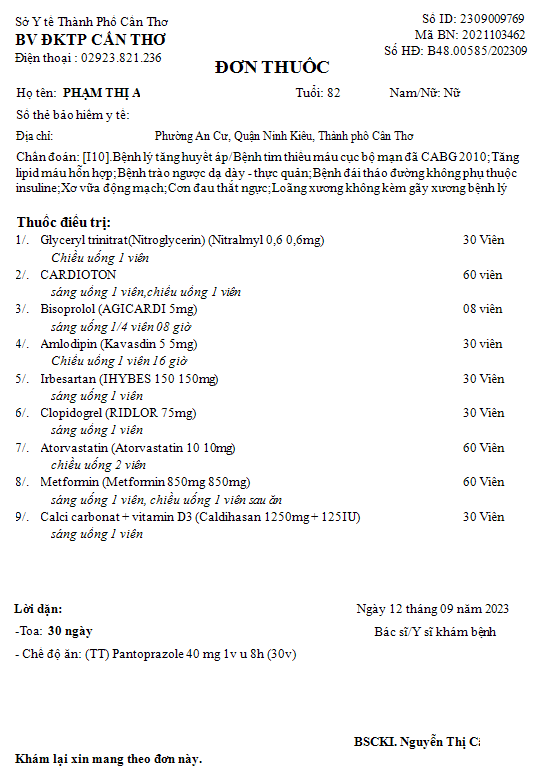 Sở Y tế Thành Phố Cần Thơ
BV ĐKTP CẦN THƠ
Điện thoại : 02923.821.236
Số ID: 2309009769
Mã BN: 2021103462
Số HĐ: B48.00585/202309
ĐƠN THUỐC
Họ tên: PHẠM THỊ A Tuổi: 82 Nam/Nữ: Nữ
Số thẻ bảo hiểm y tế:
Địa chỉ: Phường An Cư, Quận Ninh Kiều, Thành phố Cần Thơ
Chẩn đoán: [I10].Bệnh lý tăng huyết áp/Bệnh tim thiếu máu cục bộ mạn đã CABG 2010;Tăng
lipid máu hỗn hợp;Bệnh trào ngược dạ dày - thực quản;Bệnh đái tháo đường không phụ thuộc
insuline;Xơ vữa động mạch;Cơn đau thắt ngực;Loãng xương không kèm gãy xương bệnh lý
Thuốc điều trị:
1/. Glyceryl trinitrat(Nitroglycerin) (Nitralmyl 0,6 0,6mg) 30 Viên
Chiều uống 1 viên
2/. CARDIOTON 60 viên
sáng uống 1 viên,chiều uống 1 viên
3/. Bisoprolol (AGICARDI 5mg) 08 viên
sáng uống 1/4 viên 08 giờ
4/. Amlodipin (Kavasdin 5 5mg) 30 viên
Chiều uống 1 viên 16 giờ
5/. Irbesartan (IHYBES 150 150mg) 30 Viên
sáng uống 1 viên
6/. Clopidogrel (RIDLOR 75mg) 30 Viên
sáng uống 1 viên
7/. Atorvastatin (Atorvastatin 10 10mg) 60 Viên
chiều uống 2 viên
8/. Metformin (Metformin 850mg 850mg) 60 Viên
sáng uống 1 viên, chiều uống 1 viên sau ăn
9/. Calci carbonat + vitamin D3 (Caldihasan 1250mg + 125IU) 30 Viên
sáng uống 1 viên
Lời dặn:
Ngày 12 tháng 09 năm 2023
-Toa: 30 ngày
Bác sĩ/Y sĩ khám bệnh
- Chế độ ăn: (TT) Pantoprazole 40 mg 1v u 8h (30v)
BSCKI. Nguyễn Thị
Khám lại xin mang theo đơn này.